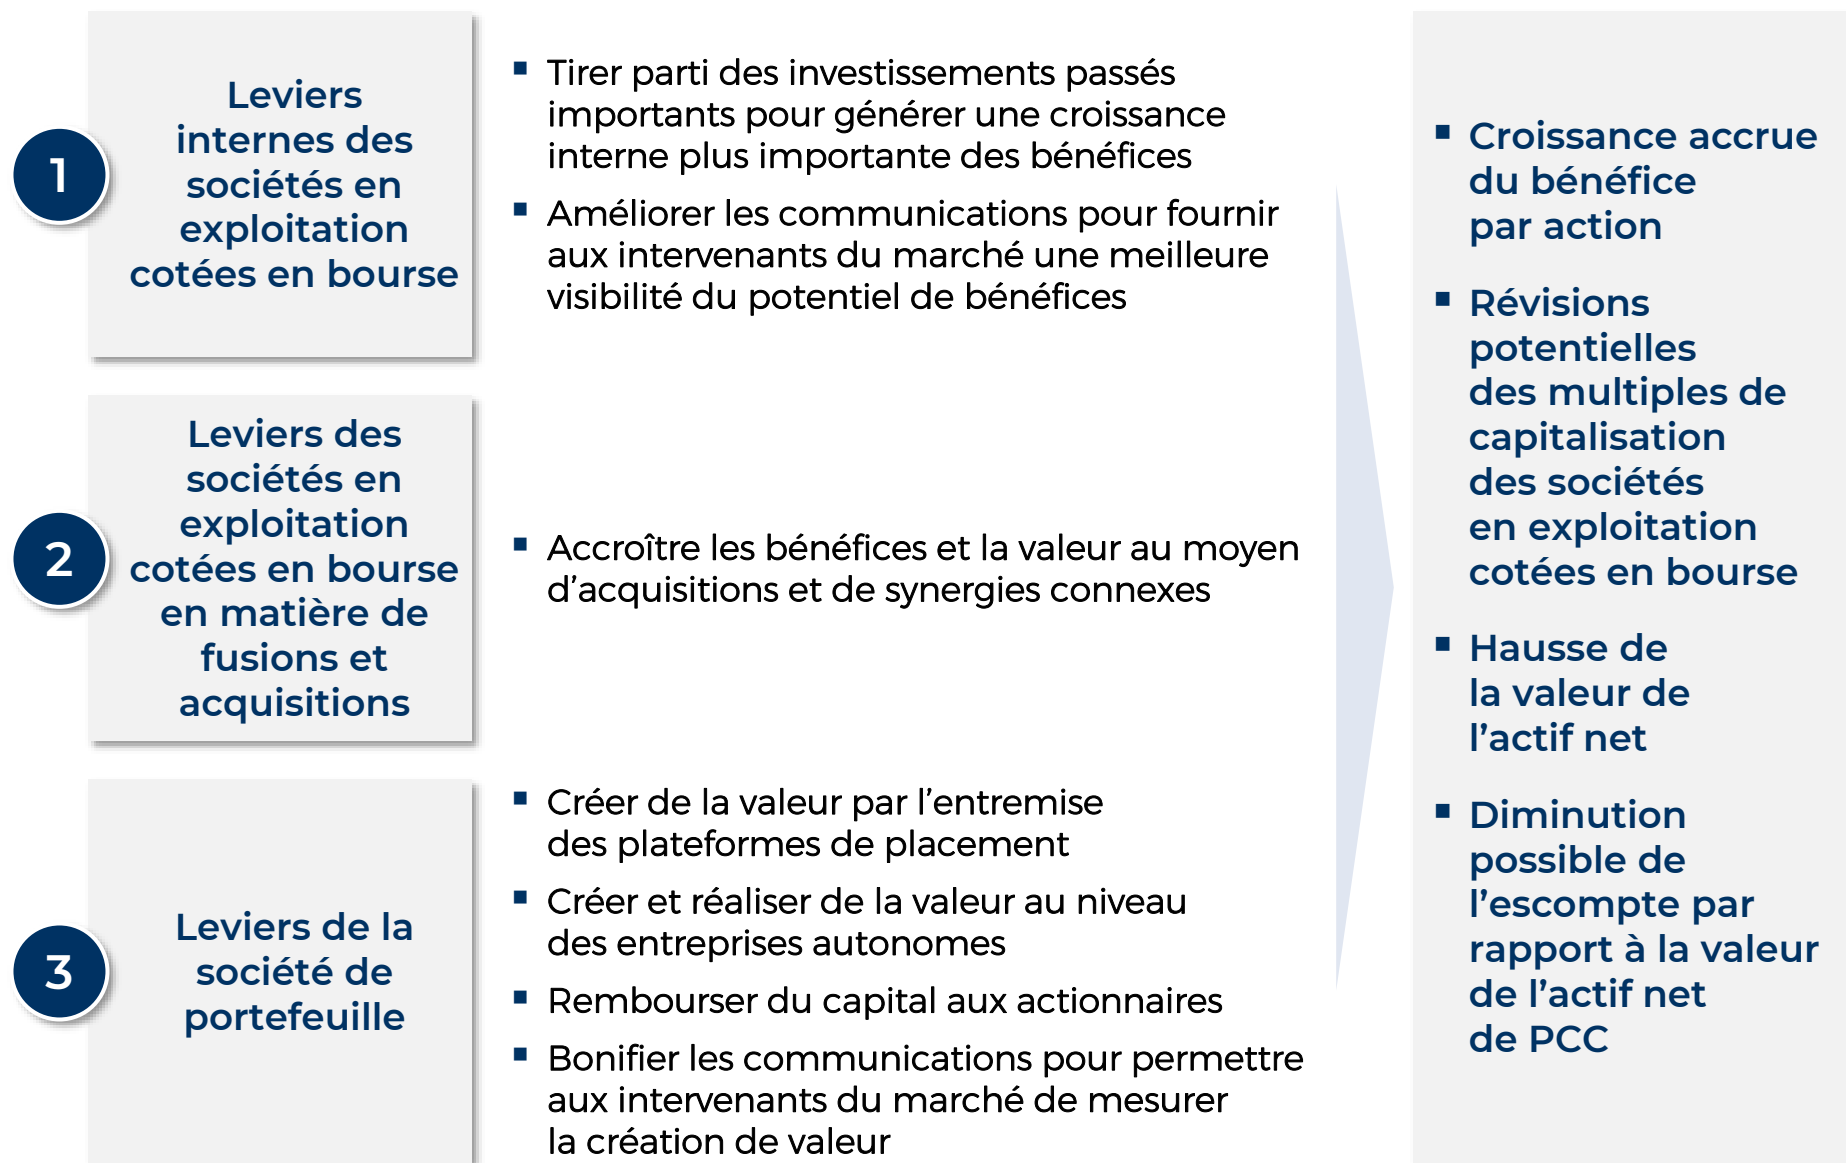 1
Leviers
internes des
sociétés en
exploitation
cotées en bourse
▪ Tirer parti des investissements passés
importants pour générer une croissance
interne plus importante des bénéfices
▪ Améliorer les communications pour fournir
aux intervenants du marché une meilleure
visibilité du potentiel de bénéfices
2
Leviers des
sociétés en
exploitation
cotées en bourse
en matière de
fusions et
acquisitions
▪ Accroître les bénéfices et la valeur au moyen
d’acquisitions et de synergies connexes
3
Leviers de la
société de
portefeuille
▪ Créer de la valeur par l’entremise
des plateformes de placement
▪ Créer et réaliser de la valeur au niveau
des entreprises autonomes
▪ Rembourser du capital aux actionnaires
▪ Bonifier les communications pour permettre
aux intervenants du marché de mesurer
la création de valeur
▪ Croissance accrue
du bénéfice
par action
▪ Révisions
potentielles
des multiples de
capitalisation
des sociétés
en exploitation
cotées en bourse
▪ Hausse de
la valeur de
l’actif net
▪ Diminution
possible de
l’escompte par
rapport à la valeur
de l’actif net
de PCC